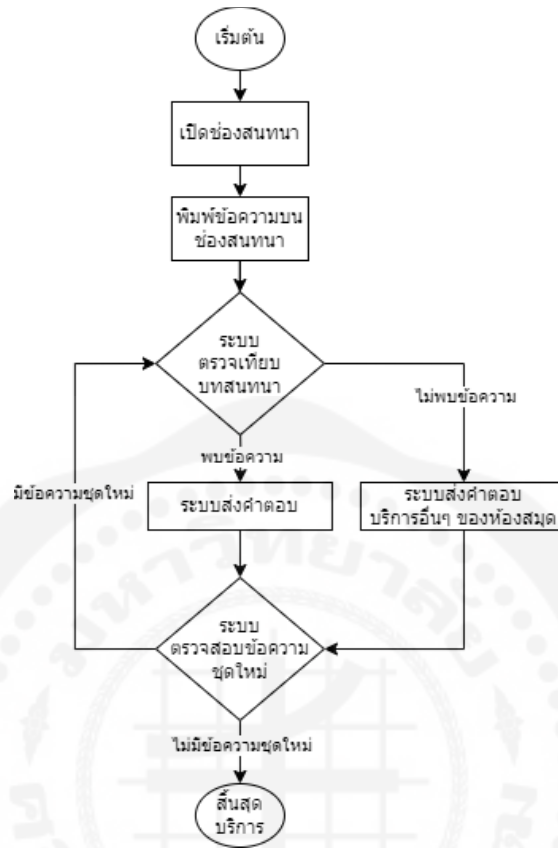 เริ่มต้น
เปิดช่องสนทนา
พิมพ์ข้อความบน
ช่องสนทนา
ระบบ
ตรวจเทียบ
บทสนทนา
ไม่พบข้อความ
พบข้อความ
มีข้อความชุดใหม่
ระบบส่งคำตอบ
ระบบส่งคำตอบ
บริการอื่นๆ ของห้องสมุด
ระบบ
ตรวจสอบข้อความ
ชุดใหม่
ไม่มีข้อความชุดใหม่
สิ้นสุด
บริการ